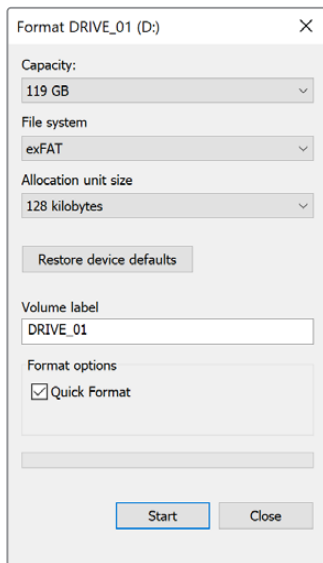 Format DRIVE_01 (D:)
Capacity:
119 GB
File system
exFAT
Allocation unit size
128 kilobytes
Restore device defaults
Volume label
DRIVE_01
Format options
Quick Format
Start Close